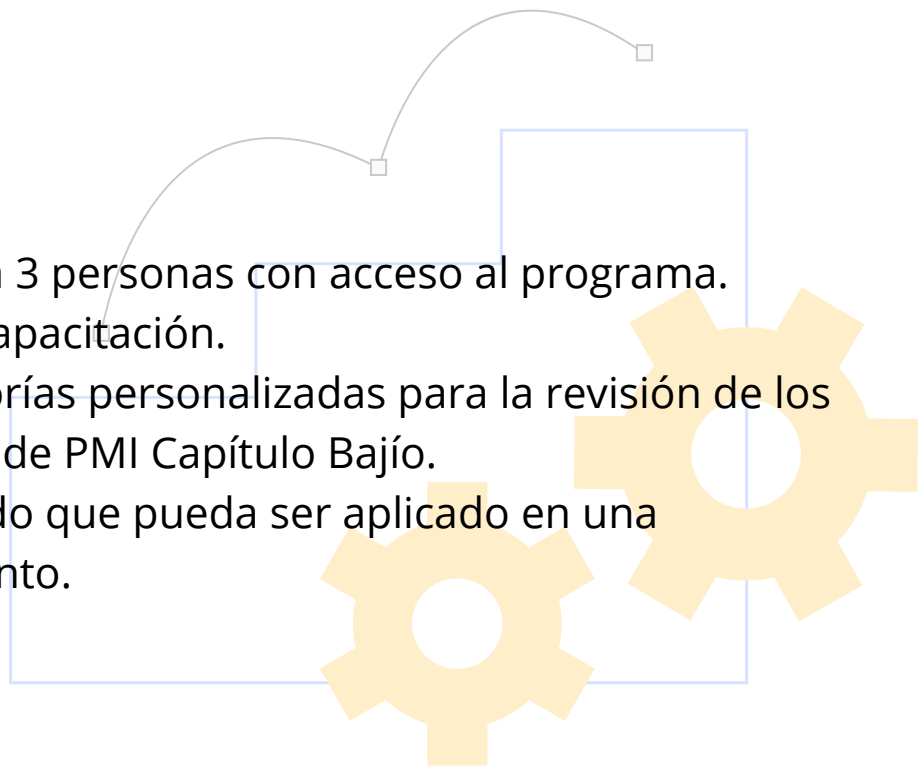 3 personas con acceso al programa.
apacitación.
rías personalizadas para la revisión de los
de PMI Capítulo Bajío.
do que pueda ser aplicado en una
nto.